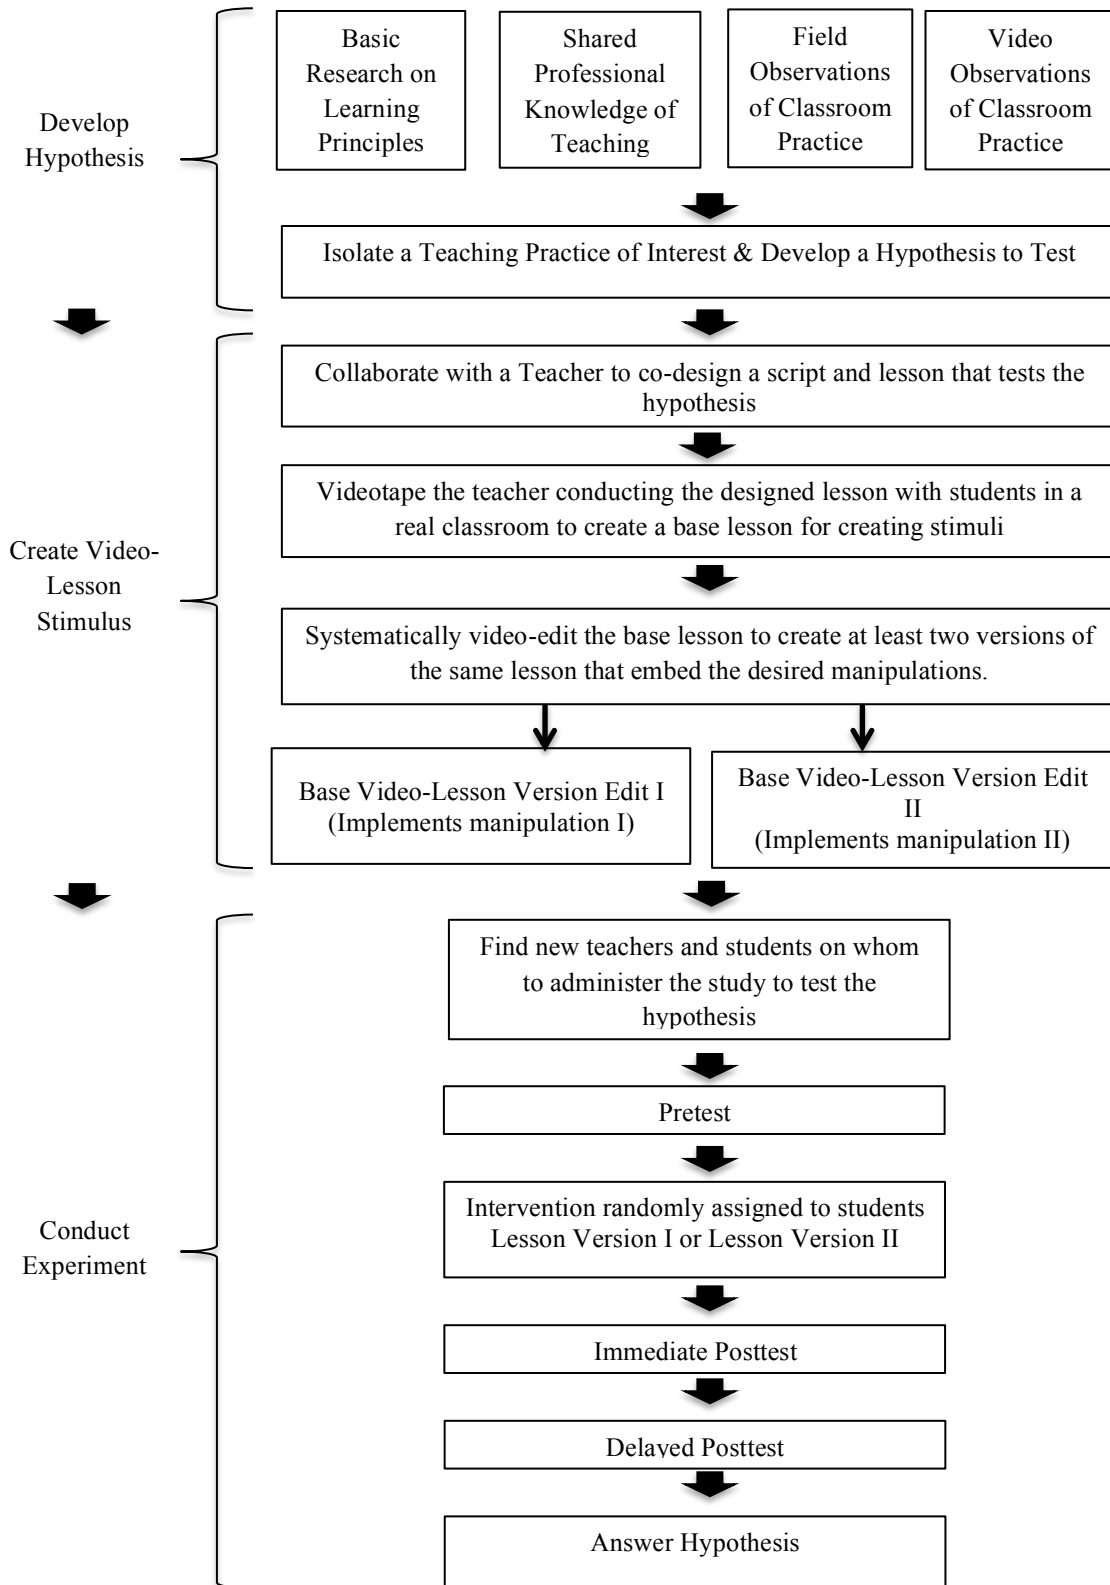 Develop
Hypothesis
Basic
Research on
Learning
Principles
Shared
Professional
Knowledge of
Teaching
Field
Observations
of Classroom
Practice
Video
Observations
of Classroom
Practice
Isolate a Teaching Practice of Interest & Develop a Hypothesis to Test
Create Video-
Lesson
Stimulus
Collaborate with a Teacher to co-design a script and lesson that tests the
hypothesis
Videotape the teacher conducting the designed lesson with students in a
real classroom to create a base lesson for creating stimuli
Systematically video-edit the base lesson to create at least two versions of
the same lesson that embed the desired manipulations.
Base Video-Lesson Version Edit I
(Implements manipulation I)
Base Video-Lesson Version Edit
II
(Implements manipulation II)
Conduct
Experiment
Find new teachers and students on whom
to administer the study to test the
hypothesis
Pretest
Intervention randomly assigned to students
Lesson Version I or Lesson Version II
Immediate Posttest
Delayed Posttest
Answer Hypothesis